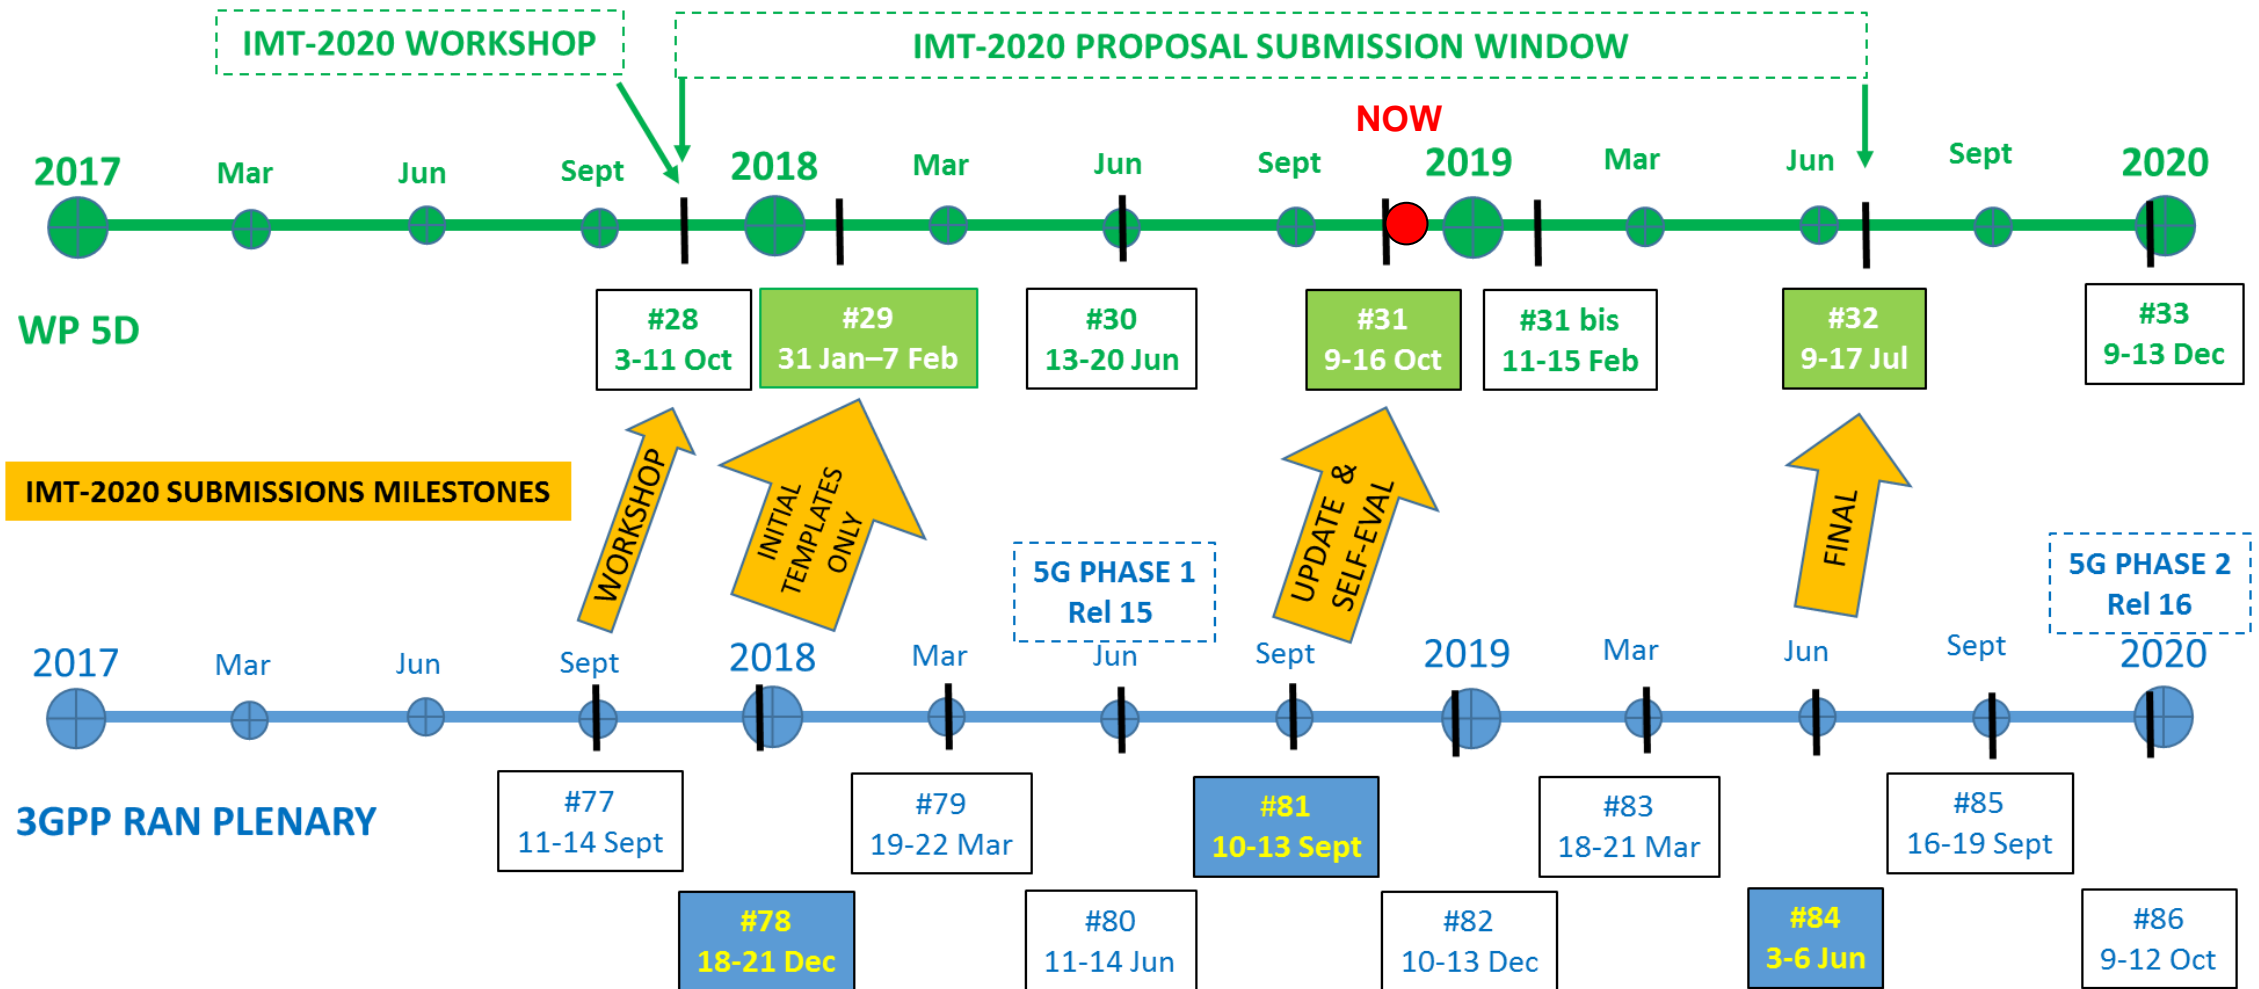 IMT-2020 WORKSHOP
IMT-2020 PROPOSAL SUBMISSION WINDOW
NOW
2017
Mar
Jun
Sept
2018
Mar
Jun
Sept
2019
Mar
Jun
Sept
2020
WP 5D
#28
3-11 Oct
#29
31 Jan–7 Feb
#30
13-20 Jun
#31
9-16 Oct
#31 bis
11-15 Feb
#32
9-17 Jul
#33
9-13 Dec
IMT-2020 SUBMISSIONS MILESTONES
WORKSHOP
INITIAL
TEMPLATES
ONLY
UPDATE &
SELF-EVAL
FINAL
5G PHASE 1
Rel 15
5G PHASE 2
Rel 16
2017
Mar
Jun
Sept
2018
Mar
Jun
Sept
2019
Mar
Jun
Sept
2020
3GPP RAN PLENARY
#77
11-14 Sept
#78
18-21 Dec
#79
19-22 Mar
#80
11-14 Jun
#81
10-13 Sept
#82
10-13 Dec
#83
18-21 Mar
#84
3-6 Jun
#85
16-19 Sept
#86
9-12 Oct